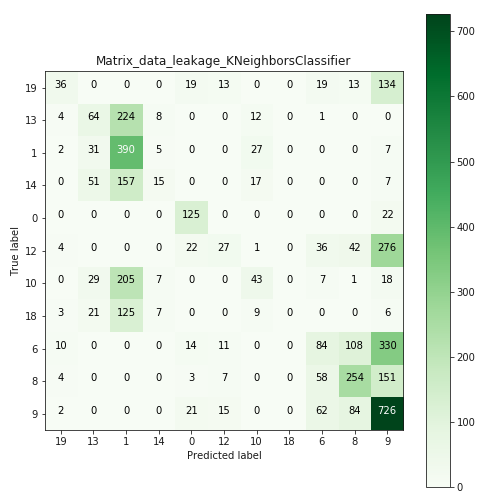 Matrix_data_leakage_KNeighborsClassifier
True label
19 36 0 0 0 19 13 0 0 19 13 134
13 4 64 224 8 0 0 12 0 1 0 0
1 2 31 390 5 0 0 27 0 0 0 7
14 0 51 157 15 0 0 17 0 0 0 7
0 0 0 0 0 125 0 0 0 0 0 22
12 4 0 0 0 22 27 1 0 36 42 276
10 0 29 205 7 0 0 43 0 7 1 18
18 3 21 125 7 0 0 9 0 0 0 6
6 10 0 0 0 14 11 0 0 84 108 330
8 4 0 0 0 3 7 0 0 58 254 151
9 2 0 0 0 21 15 0 0 62 84 726
19 13 1 14 0 12 10 18 6 8 9
Predicted label
700
600
500
400
300
200
100
0